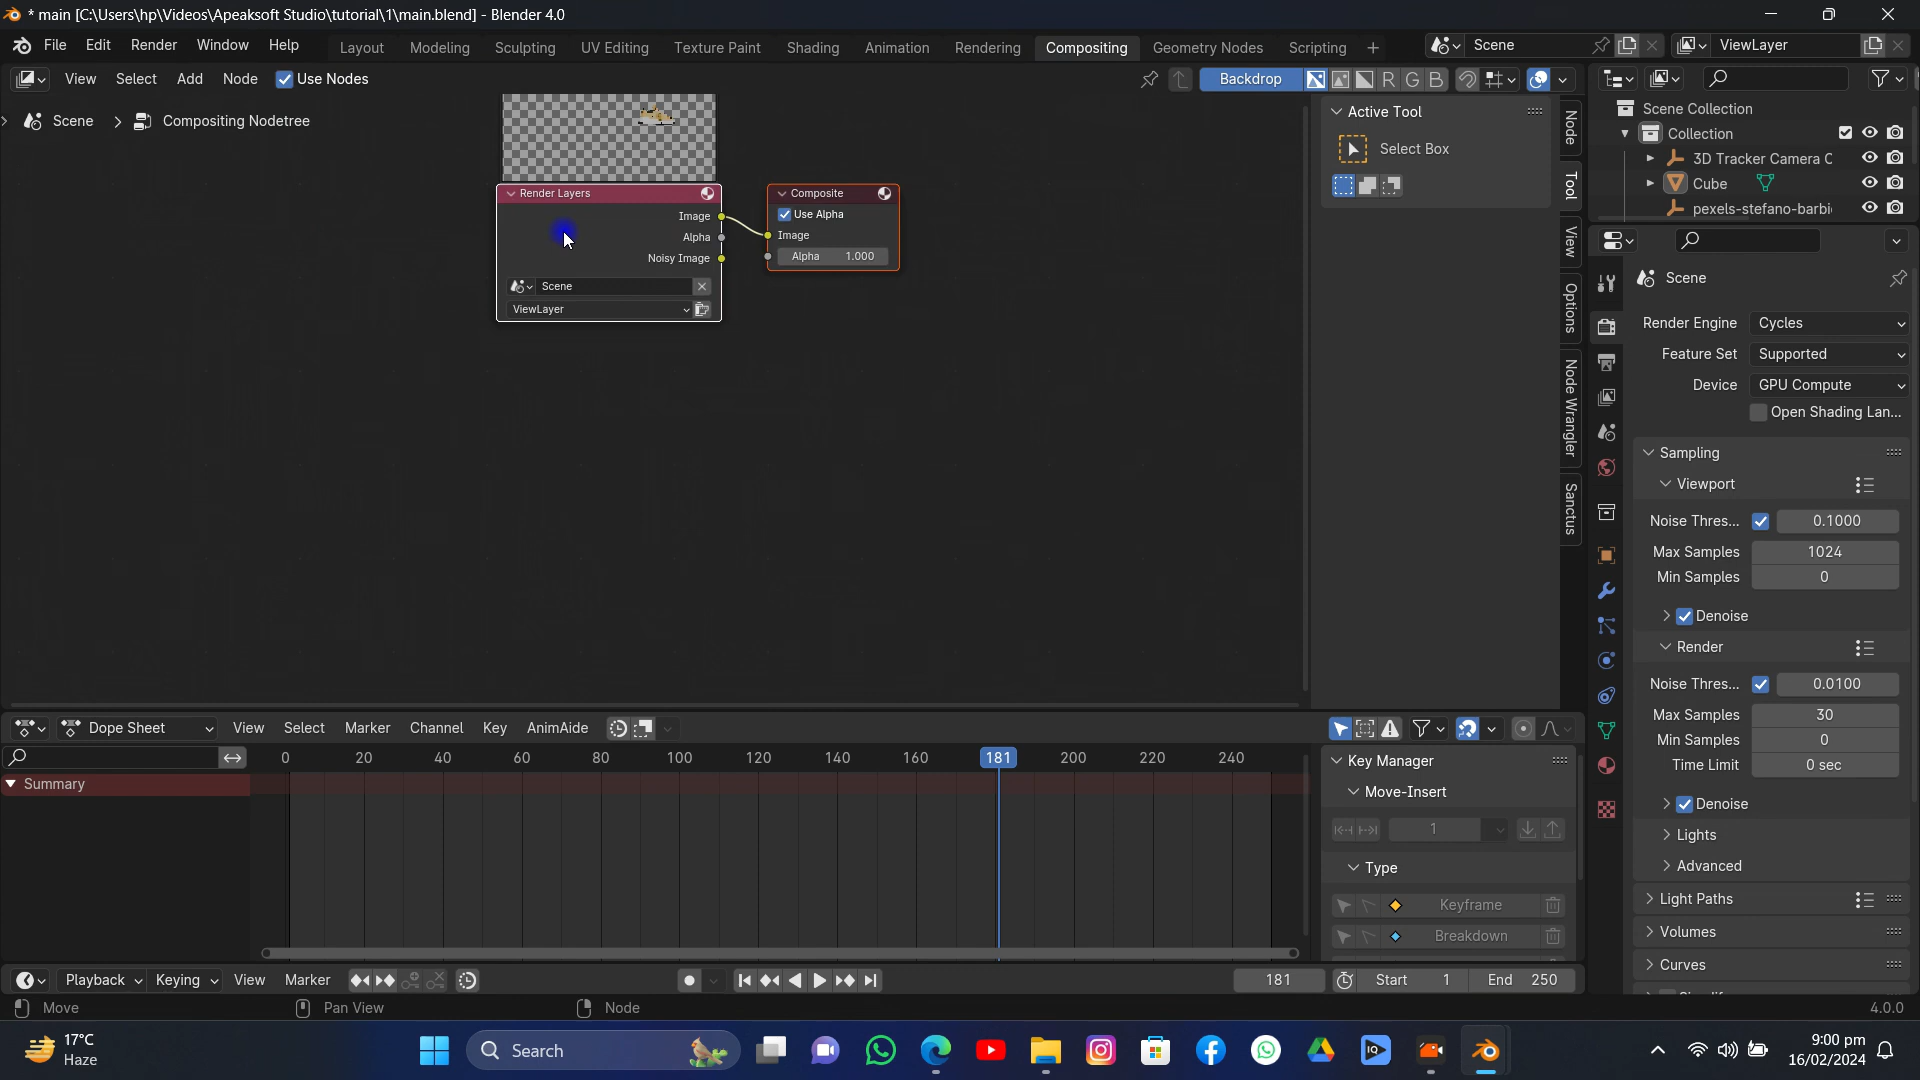 * main [C:\Users\hp\Videos\Apeaksoft Studio\tutorial\1\main.blend] - Blender 4.0
File Edit Render Window Help Layout Modeling Sculpting UV Editing Texture Paint Shading Animation Rendering Compositing Geometry Nodes Scripting + Scene ViewLayer
View Select Add Node Use Nodes Backdrop R G B
Scene > Compositing Nodetree
Active Tool
Select Box
Node
Tool
View
Options
Node Wrangler
Sanctus
Render Layers
Image
Alpha
Noisy Image
Scene
ViewLayer
Composite
Use Alpha
Image
Alpha 1.000
Scene Collection
Collection
3D Tracker Camera C
Cube
pexels-stefano-barbi
Scene
Render Engine Cycles
Feature Set Supported
Device GPU Compute
Open Shading Lan...
Sampling
Viewport
Noise Thres... 0.1000
Max Samples 1024
Min Samples 0
Denoise
Render
Noise Thres... 0.0100
Max Samples 30
Min Samples 0
Time Limit 0 sec
Denoise
Lights
Advanced
Light Paths
Volumes
Curves
Dope Sheet View Select Marker Channel Key AnimAide
0 20 40 60 80 100 120 140 160 181 200 220 240
Summary
Key Manager
Move-Insert
1
Type
Keyframe
Breakdown
Playback Keying View Marker 181 Start 1 End 250
Move Pan View Node 4.0.0
17°C
Haze
Search
9:00 pm
16/02/2024